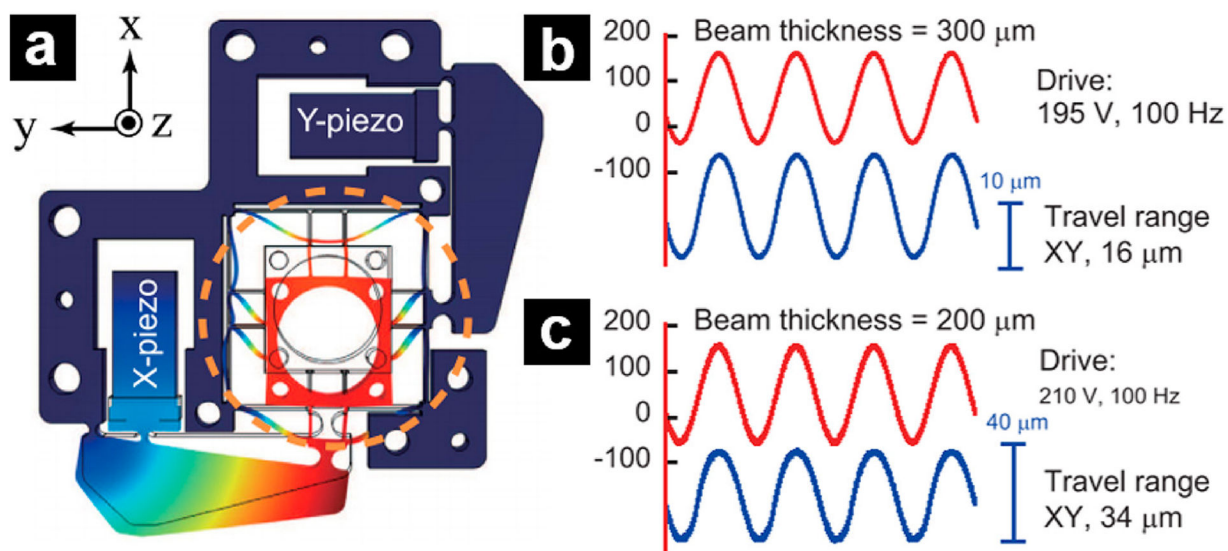 a
x
y
z
Y-piezo
X-piezo
b
200
100
0
-100
Beam thickness = 300 μm
Drive:
195 V, 100 Hz
10 μm
Travel range
XY, 16 μm
c
200
100
0
-100
Beam thickness = 200 μm
Drive:
210 V, 100 Hz
40 μm
Travel range
XY, 34 μm